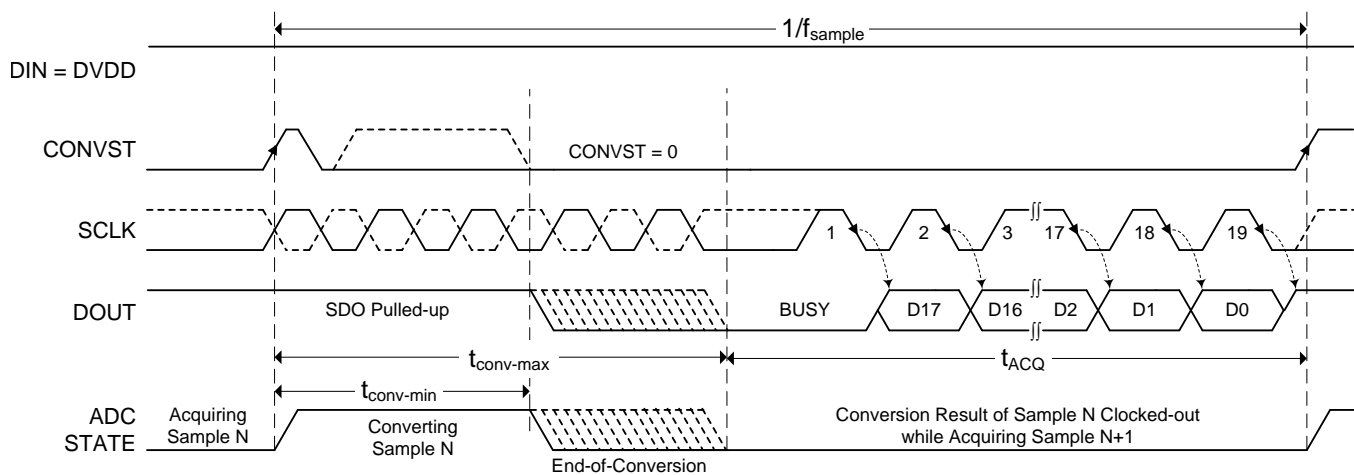 1/fsample
DIN = DVDD
CONVST
CONVST = 0
SCLK
1 2 3 17 18 19
DOUT
SDO Pulled-up
BUSY
D17 D16 D2 D1 D0
tconv-max
tACQ
tconv-min
ADC
STATE
Acquiring
Sample N
Converting
Sample N
End-of-Conversion
Conversion Result of Sample N Clocked-out
while Acquiring Sample N+1